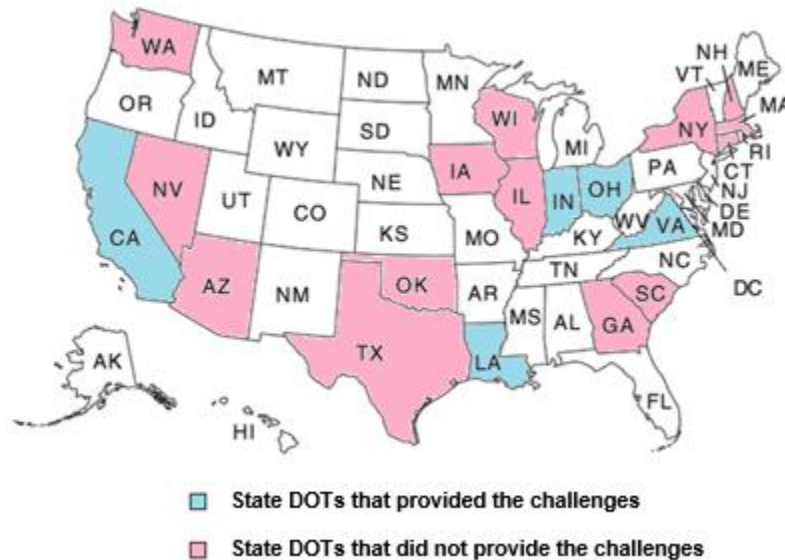 WA
MT
ND
MN
VT
NH
ME
OR
ID
SD
WI
NY
MA
WY
MI
RI
IA
PA
CT
NV
NE
NJ
UT
IL
IN
OH
DE
CA
CO
WV
VA
MD
KS
MO
KY
NC
DC
AZ
NM
OK
AR
TN
SC
TX
MS
AL
GA
LA
AK
FL
HI
State DOTs that provided the challenges
State DOTs that did not provide the challenges